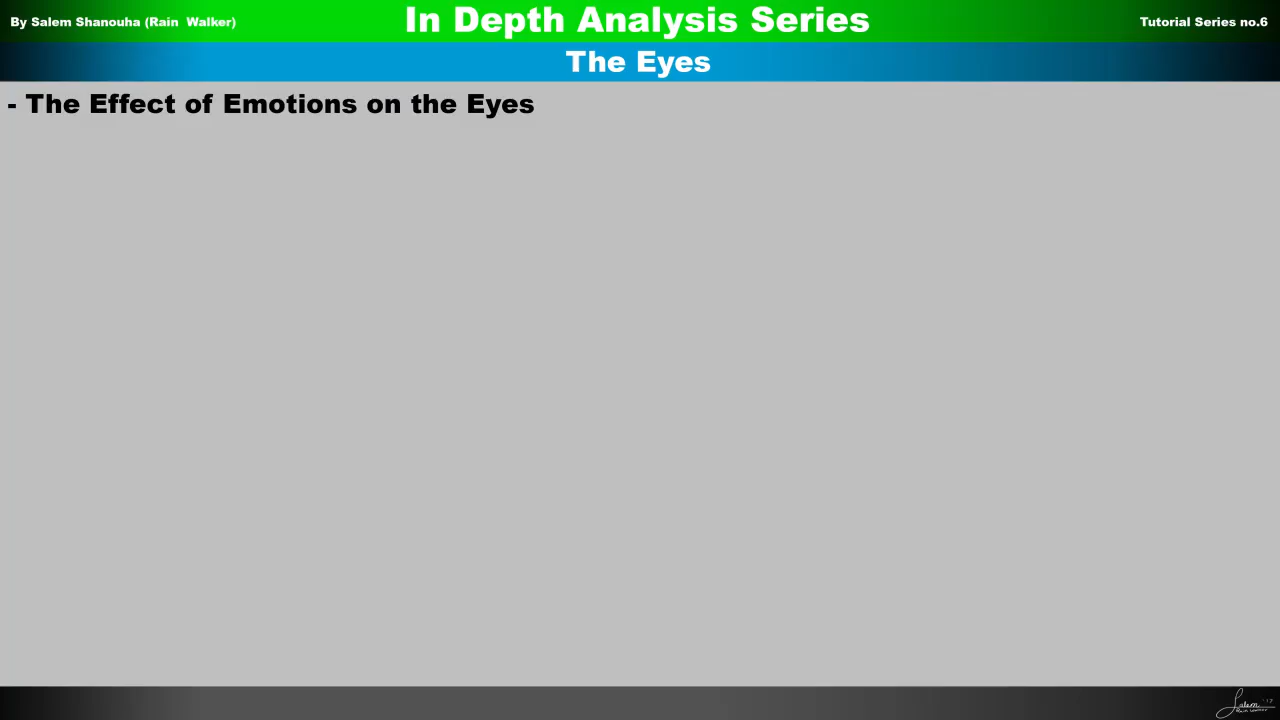 By Salem Shanouha (Rain Walker)
In Depth Analysis Series
Tutorial Series no.6
The Eyes
- The Effect of Emotions on the Eyes
Salem